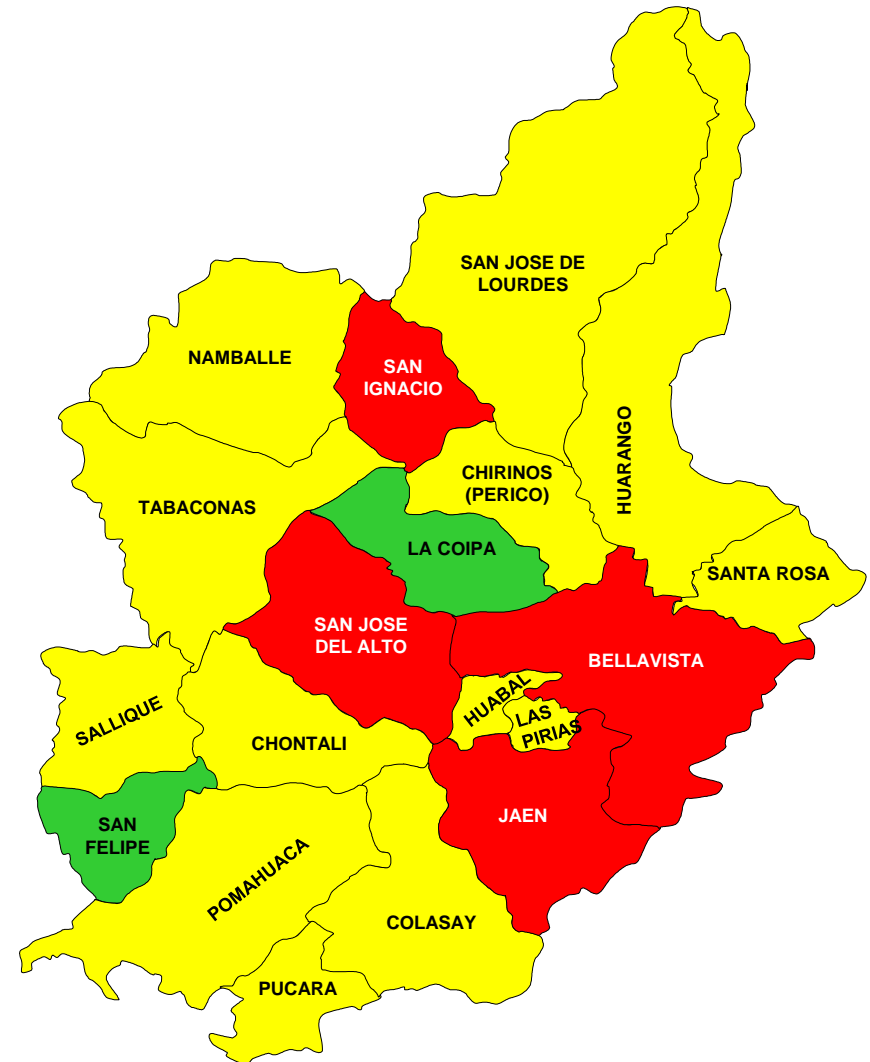 SAN JOSE DE
LOURDES
NAMBALLE
SAN
IGNACIO
HUARANGO
CHIRINOS
(PERICO)
TABACONAS
LA COIPA
SANTA ROSA
SAN JOSE
DEL ALTO
BELLAVISTA
HUABAL
SALLIQUE
LAS
PIRIAS
CHONTALI
JAEN
SAN
FELIPE
POMAHUACA
COLASAY
PUCARA